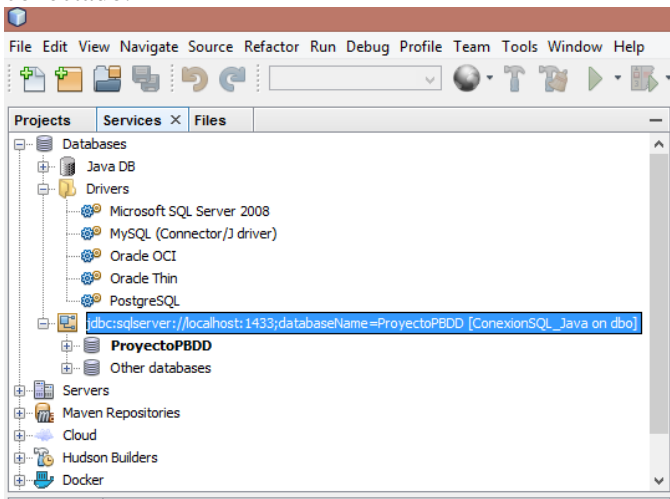 File Edit View Navigate Source Refactor Run Debug Profile Team Tools Window Help
Projects Services × Files
Databases
Java DB
Drivers
Microsoft SQL Server 2008
MySQL (Connector/J driver)
Oracle OCI
Oracle Thin
PostgreSQL
jdbc:sqlserver://localhost:1433;databaseName=ProyectoPBDD [ConexionSQL_Java on dbo]
ProyectoPBDD
Other databases
Servers
Maven Repositories
Cloud
Hudson Builders
Docker